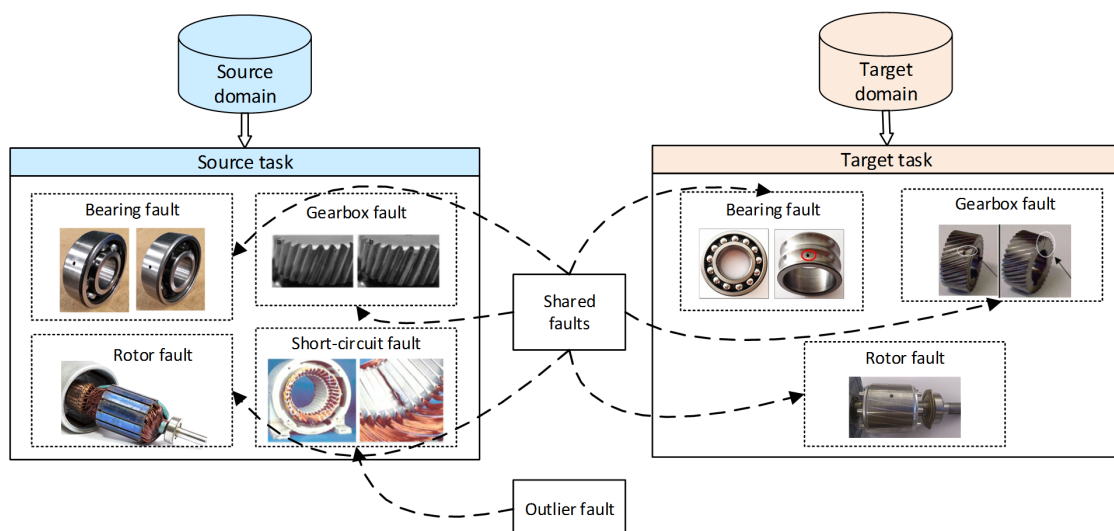 Source
domain
Target
domain
Source task
Target task
Bearing fault
Gearbox fault
Rotor fault
Short-circuit fault
Shared
faults
Outlier fault
Bearing fault
Gearbox fault
Rotor fault